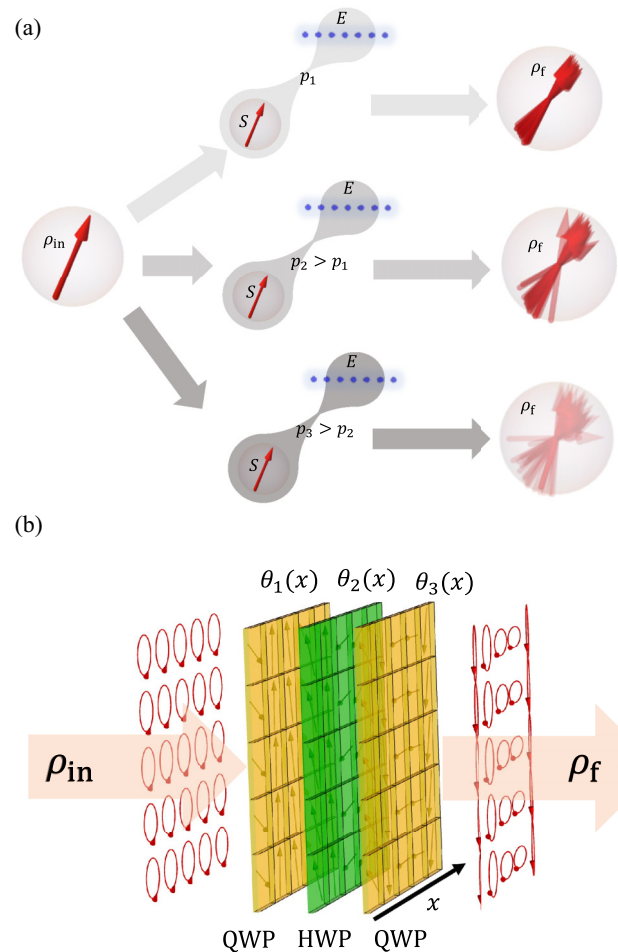 (a)
E
p₁
S
ρf
ρin
E
p₂ > p₁
S
ρf
E
p₃ > p₂
S
ρf
(b)
θ₁(x) θ₂(x) θ₃(x)
ρin
ρf
x
QWP HWP QWP